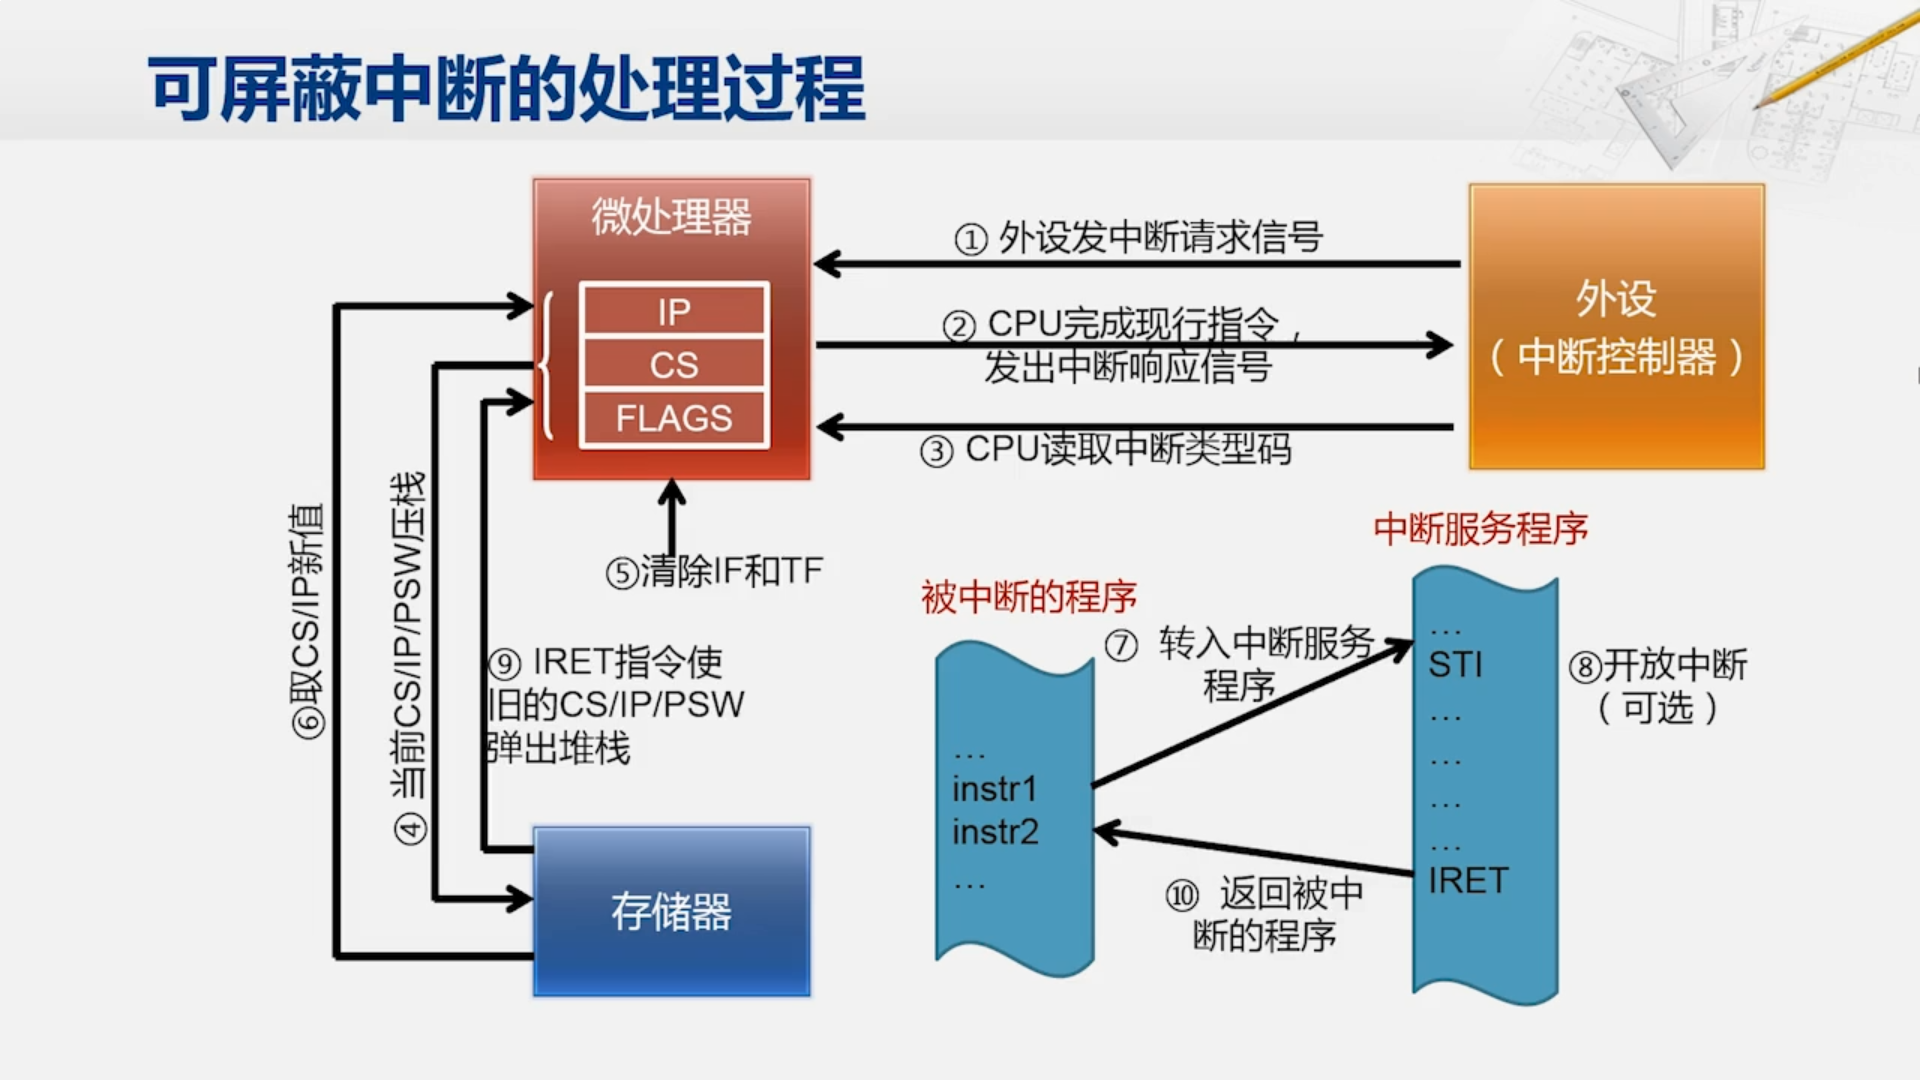 可屏蔽中断的处理过程
微处理器
IP
CS
FLAGS
① 外设发中断请求信号
② CPU完成现行指令，
发出中断响应信号
③ CPU读取中断类型码
外设
（中断控制器）
⑥取CS/IP新值
④ 当前CS/IP/PSW压栈
⑤清除IF和TF
⑨ IRET指令使
旧的CS/IP/PSW
弹出堆栈
存储器
被中断的程序
…
instr1
instr2
…
⑦ 转入中断服务
程序
中断服务程序
…
STI
…
…
…
…
IRET
⑧开放中断
（可选）
⑩ 返回被中
断的程序